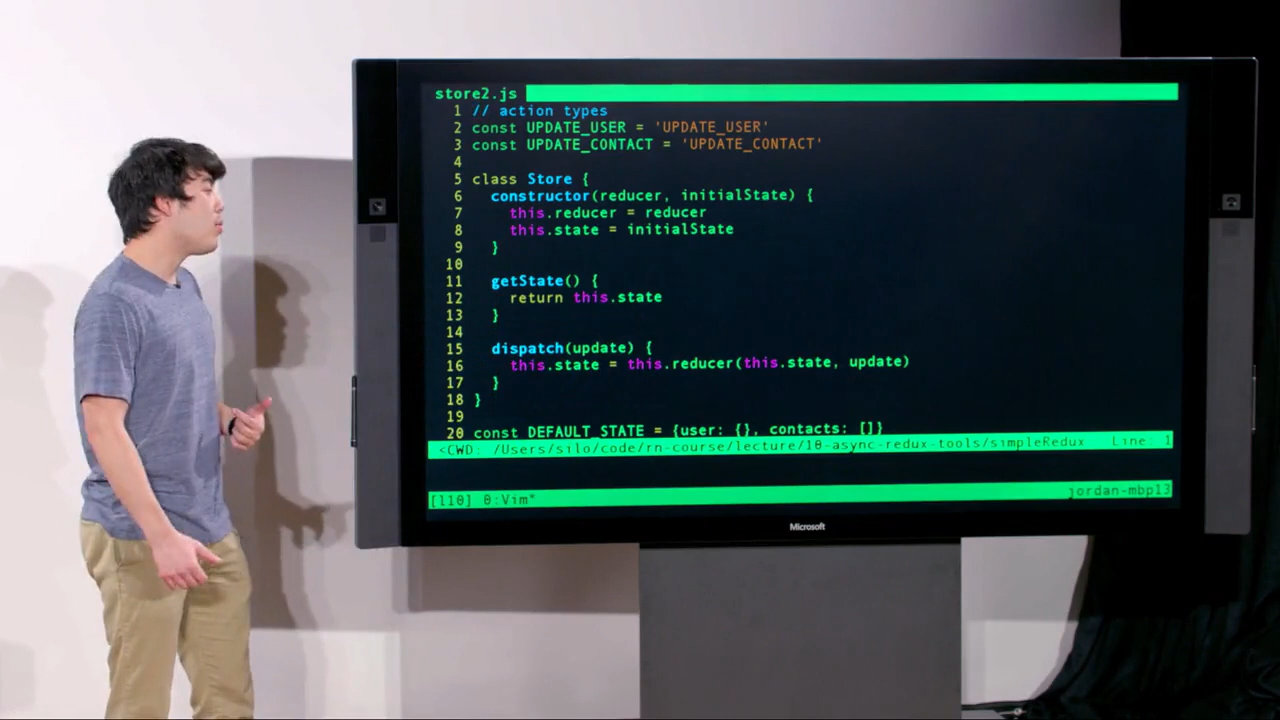 store2.js
1 // action types
2 const UPDATE_USER = 'UPDATE_USER'
3 const UPDATE_CONTACT = 'UPDATE_CONTACT'
4
5 class Store {
6   constructor(reducer, initialState) {
7     this.reducer = reducer
8     this.state = initialState
9   }
10
11   getState() {
12     return this.state
13   }
14
15   dispatch(update) {
16     this.state = this.reducer(this.state, update)
17   }
18 }
19
20 const DEFAULT_STATE = {user: {}, contacts: []}
<CWD: /Users/silo/code/rn-course/lecture/10-async-redux-tools/simpleRedux   Line: 1
[l10] 0:Vim* jordan-mbp13
Microsoft